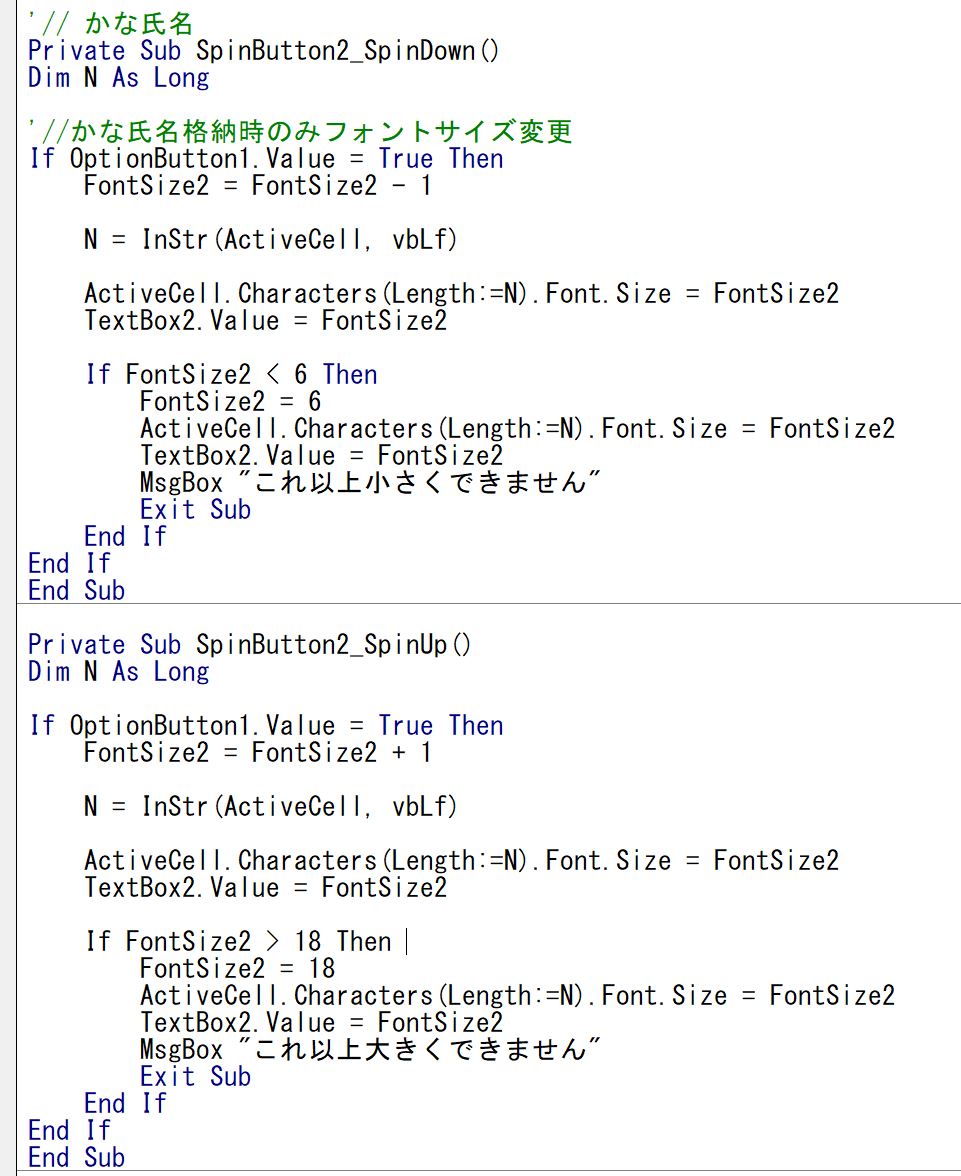 '// かな氏名
Private Sub SpinButton2_SpinDown()
Dim N As Long
'//かな氏名格納時のみフォントサイズ変更
If OptionButton1.Value = True Then
FontSize2 = FontSize2 - 1
N = InStr(ActiveCell, vbLf)
ActiveCell.Characters(Length:=N).Font.Size = FontSize2
TextBox2.Value = FontSize2
If FontSize2 < 6 Then
FontSize2 = 6
ActiveCell.Characters(Length:=N).Font.Size = FontSize2
TextBox2.Value = FontSize2
MsgBox "これ以上小さくできません"
Exit Sub
End If
End If
End Sub
Private Sub SpinButton2_SpinUp()
Dim N As Long
If OptionButton1.Value = True Then
FontSize2 = FontSize2 + 1
N = InStr(ActiveCell, vbLf)
ActiveCell.Characters(Length:=N).Font.Size = FontSize2
TextBox2.Value = FontSize2
If FontSize2 > 18 Then
FontSize2 = 18
ActiveCell.Characters(Length:=N).Font.Size = FontSize2
TextBox2.Value = FontSize2
MsgBox "これ以上大きくできません"
Exit Sub
End If
End If
End Sub